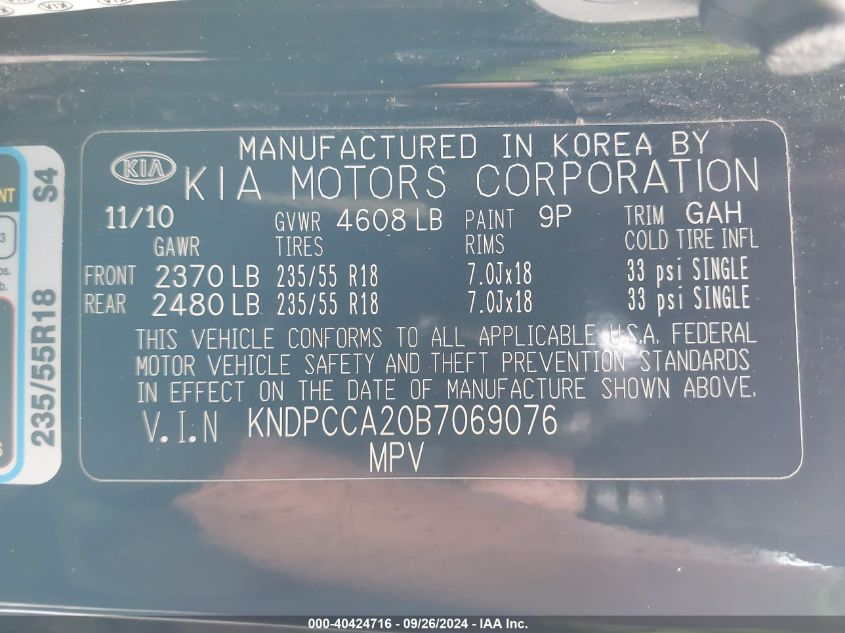 KIA
MANUFACTURED IN KOREA BY
KIA MOTORS CORPORATION
11/10 GVWR 4608 LB PAINT 9P TRIM GAH
GAWR TIRES RIMS COLD TIRE INFL
FRONT 2370 LB 235/55 R18 7.0Jx18 33 psi SINGLE
REAR 2480 LB 235/55 R18 7.0Jx18 33 psi SINGLE
THIS VEHICLE CONFORMS TO ALL APPLICABLE U.S.A. FEDERAL
MOTOR VEHICLE SAFETY AND THEFT PREVENTION STANDARDS
IN EFFECT ON THE DATE OF MANUFACTURE SHOWN ABOVE.
V.I.N KNDPCCA20B7069076
MPV
235/55R18 S4
000-40424716 - 09/26/2024 - IAA Inc.